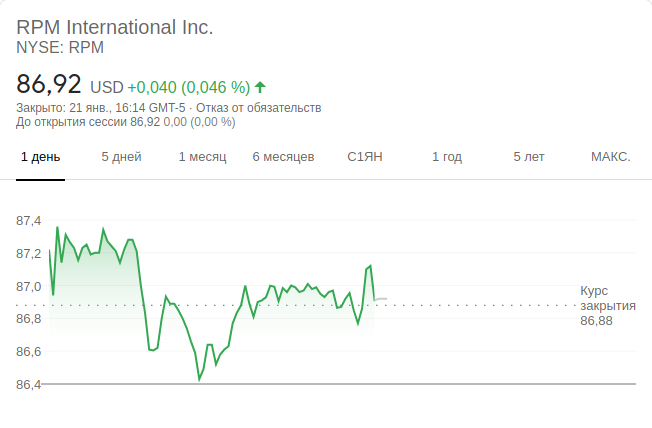 RPM International Inc.
NYSE: RPM
86,92 USD +0,040 (0,046 %)
Закрыто: 21 янв., 16:14 GMT-5 · Отказ от обязательств
До открытия сессии 86,92 0,00 (0,00 %)
1 день 5 дней 1 месяц 6 месяцев С1ЯН 1 год 5 лет МАКС.
87,4
87,2
87,0
86,8
86,6
86,4
Курс
закрытия
86,88